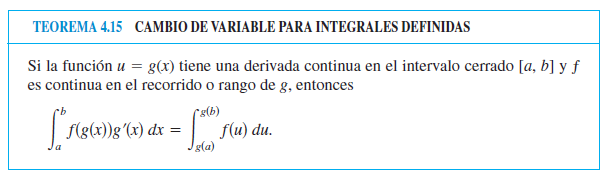 TEOREMA 4.15 CAMBIO DE VARIABLE PARA INTEGRALES DEFINIDAS
Si la función u = g(x) tiene una derivada continua en el intervalo cerrado [a, b] y f
es continua en el recorrido o rango de g, entonces
∫_a^b f(g(x))g′(x) dx = ∫_{g(a)}^{g(b)} f(u) du.